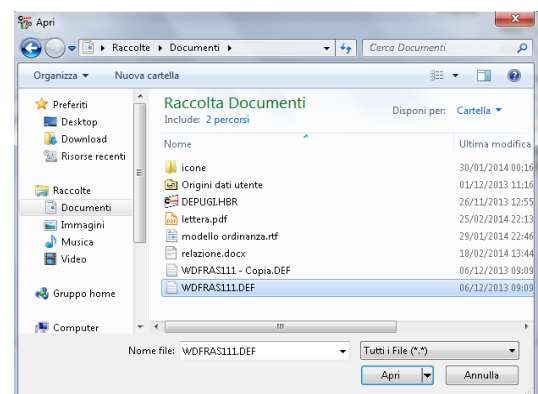 Apri
Raccolte Documenti Cerca Documenti
Organizza Nuova cartella
Preferiti
Desktop
Download
Risorse recenti
Raccolte
Documenti
Immagini
Musica
Video
Gruppo home
Computer
Raccolta Documenti
Include: 2 percorsi
Disponi per: Cartella
Nome Ultima modifica
icone 30/01/2014 00:16
Origini dati utente 01/12/2013 11:16
DEPUGI.HBR 26/11/2013 12:55
lettera.pdf 25/02/2014 22:13
modello ordinanza.rtf 29/01/2014 22:46
relazione.docx 18/02/2014 13:44
WDFRAS111 - Copia.DEF 06/12/2013 09:09
WDFRAS111.DEF 06/12/2013 09:09
Nome file: WDFRAS111.DEF Tutti i File (*.*)
Apri Annulla